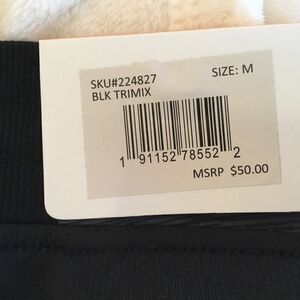 SKU#224827 SIZE: M
BLK TRIMIX
1 91152 78552 2
MSRP $50.00